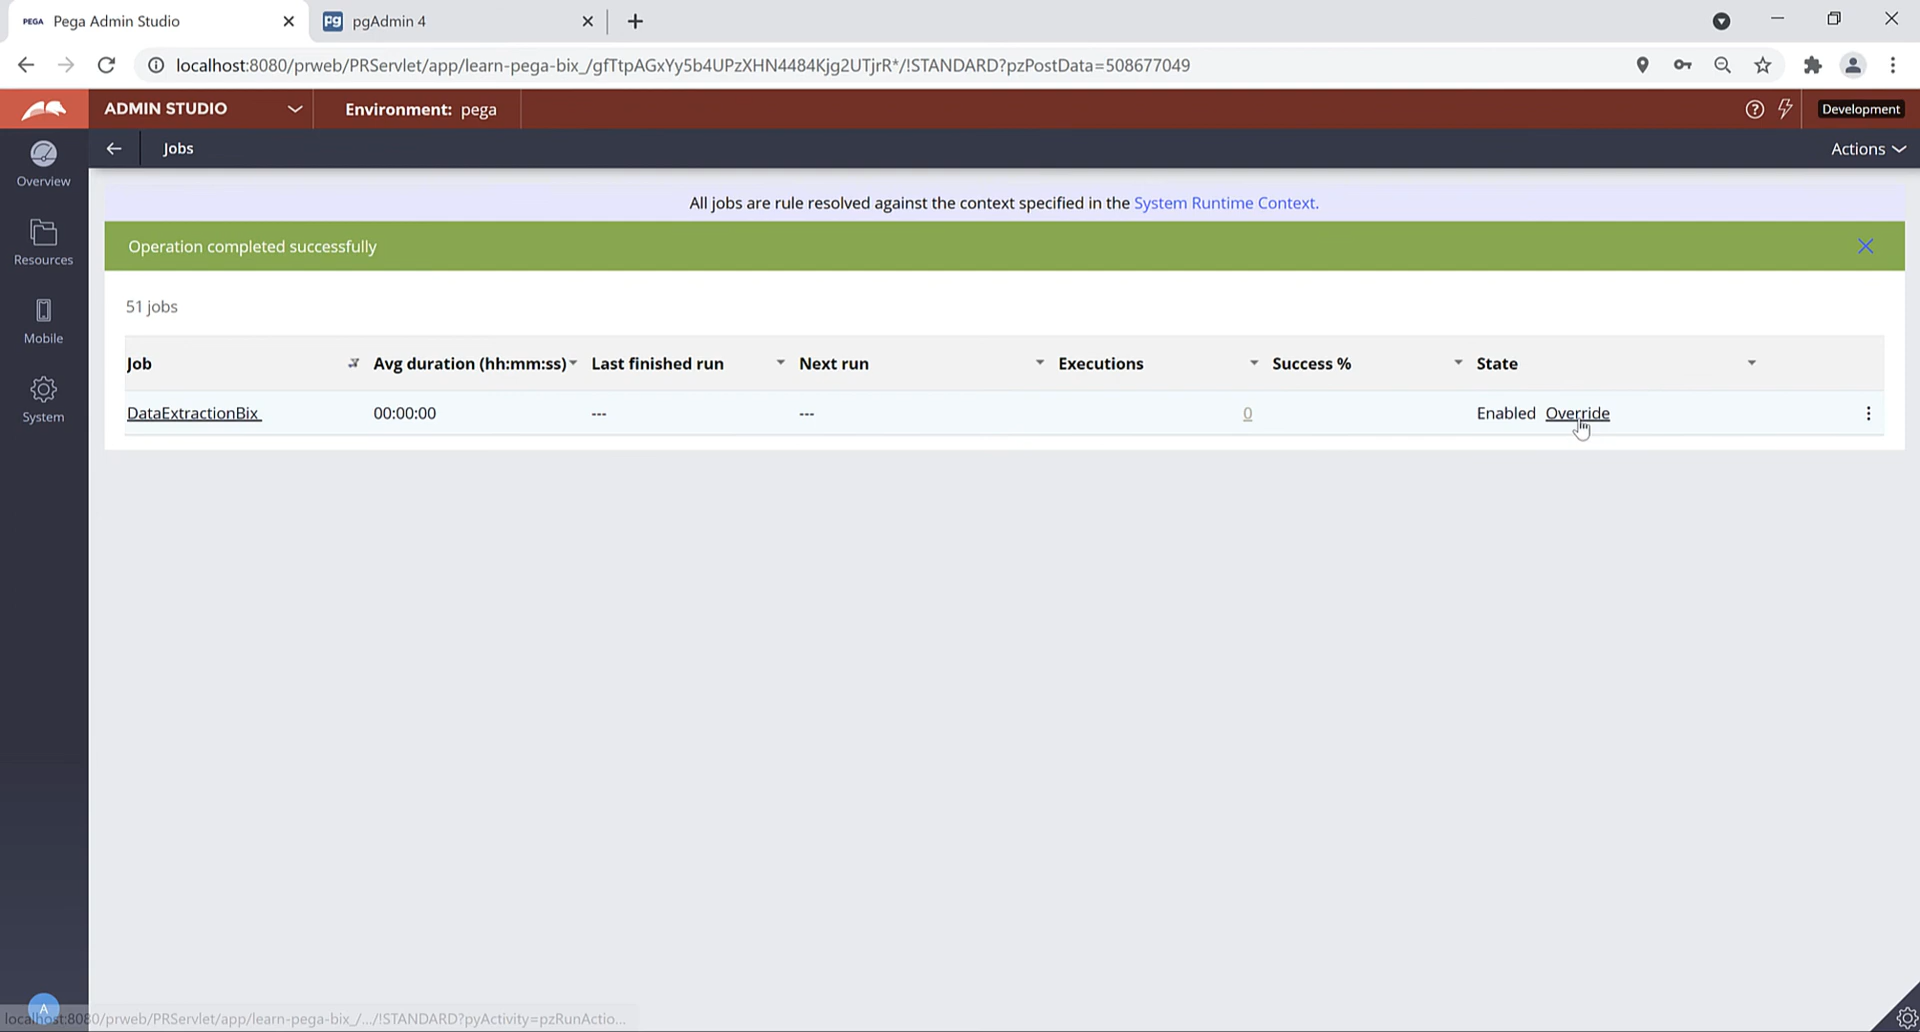 PEGA Pega Admin Studio
pgAdmin 4
localhost:8080/prweb/PRServlet/app/learn-pega-bix_/gfTtpAGxYy5b4UPzXHN4484Kjg2UTjrR*/!STANDARD?pzPostData=508677049
ADMIN STUDIO
Environment: pega
Development
Overview
Jobs
Actions
All jobs are rule resolved against the context specified in the System Runtime Context.
Operation completed successfully
Resources
51 jobs
Mobile
Job Avg duration (hh:mm:ss) Last finished run Next run Executions Success % State
DataExtractionBix 00:00:00 --- --- 0 Enabled Override
System
A
localhost:8080/prweb/PRServlet/app/learn-pega-bix_/.../!STANDARD?pyActivity=pzRunActio...